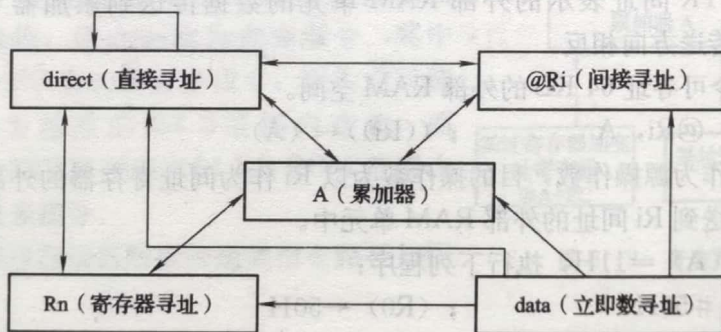 direct（直接寻址）
@Ri（间接寻址）
A（累加器）
Rn（寄存器寻址）
data（立即数寻址）